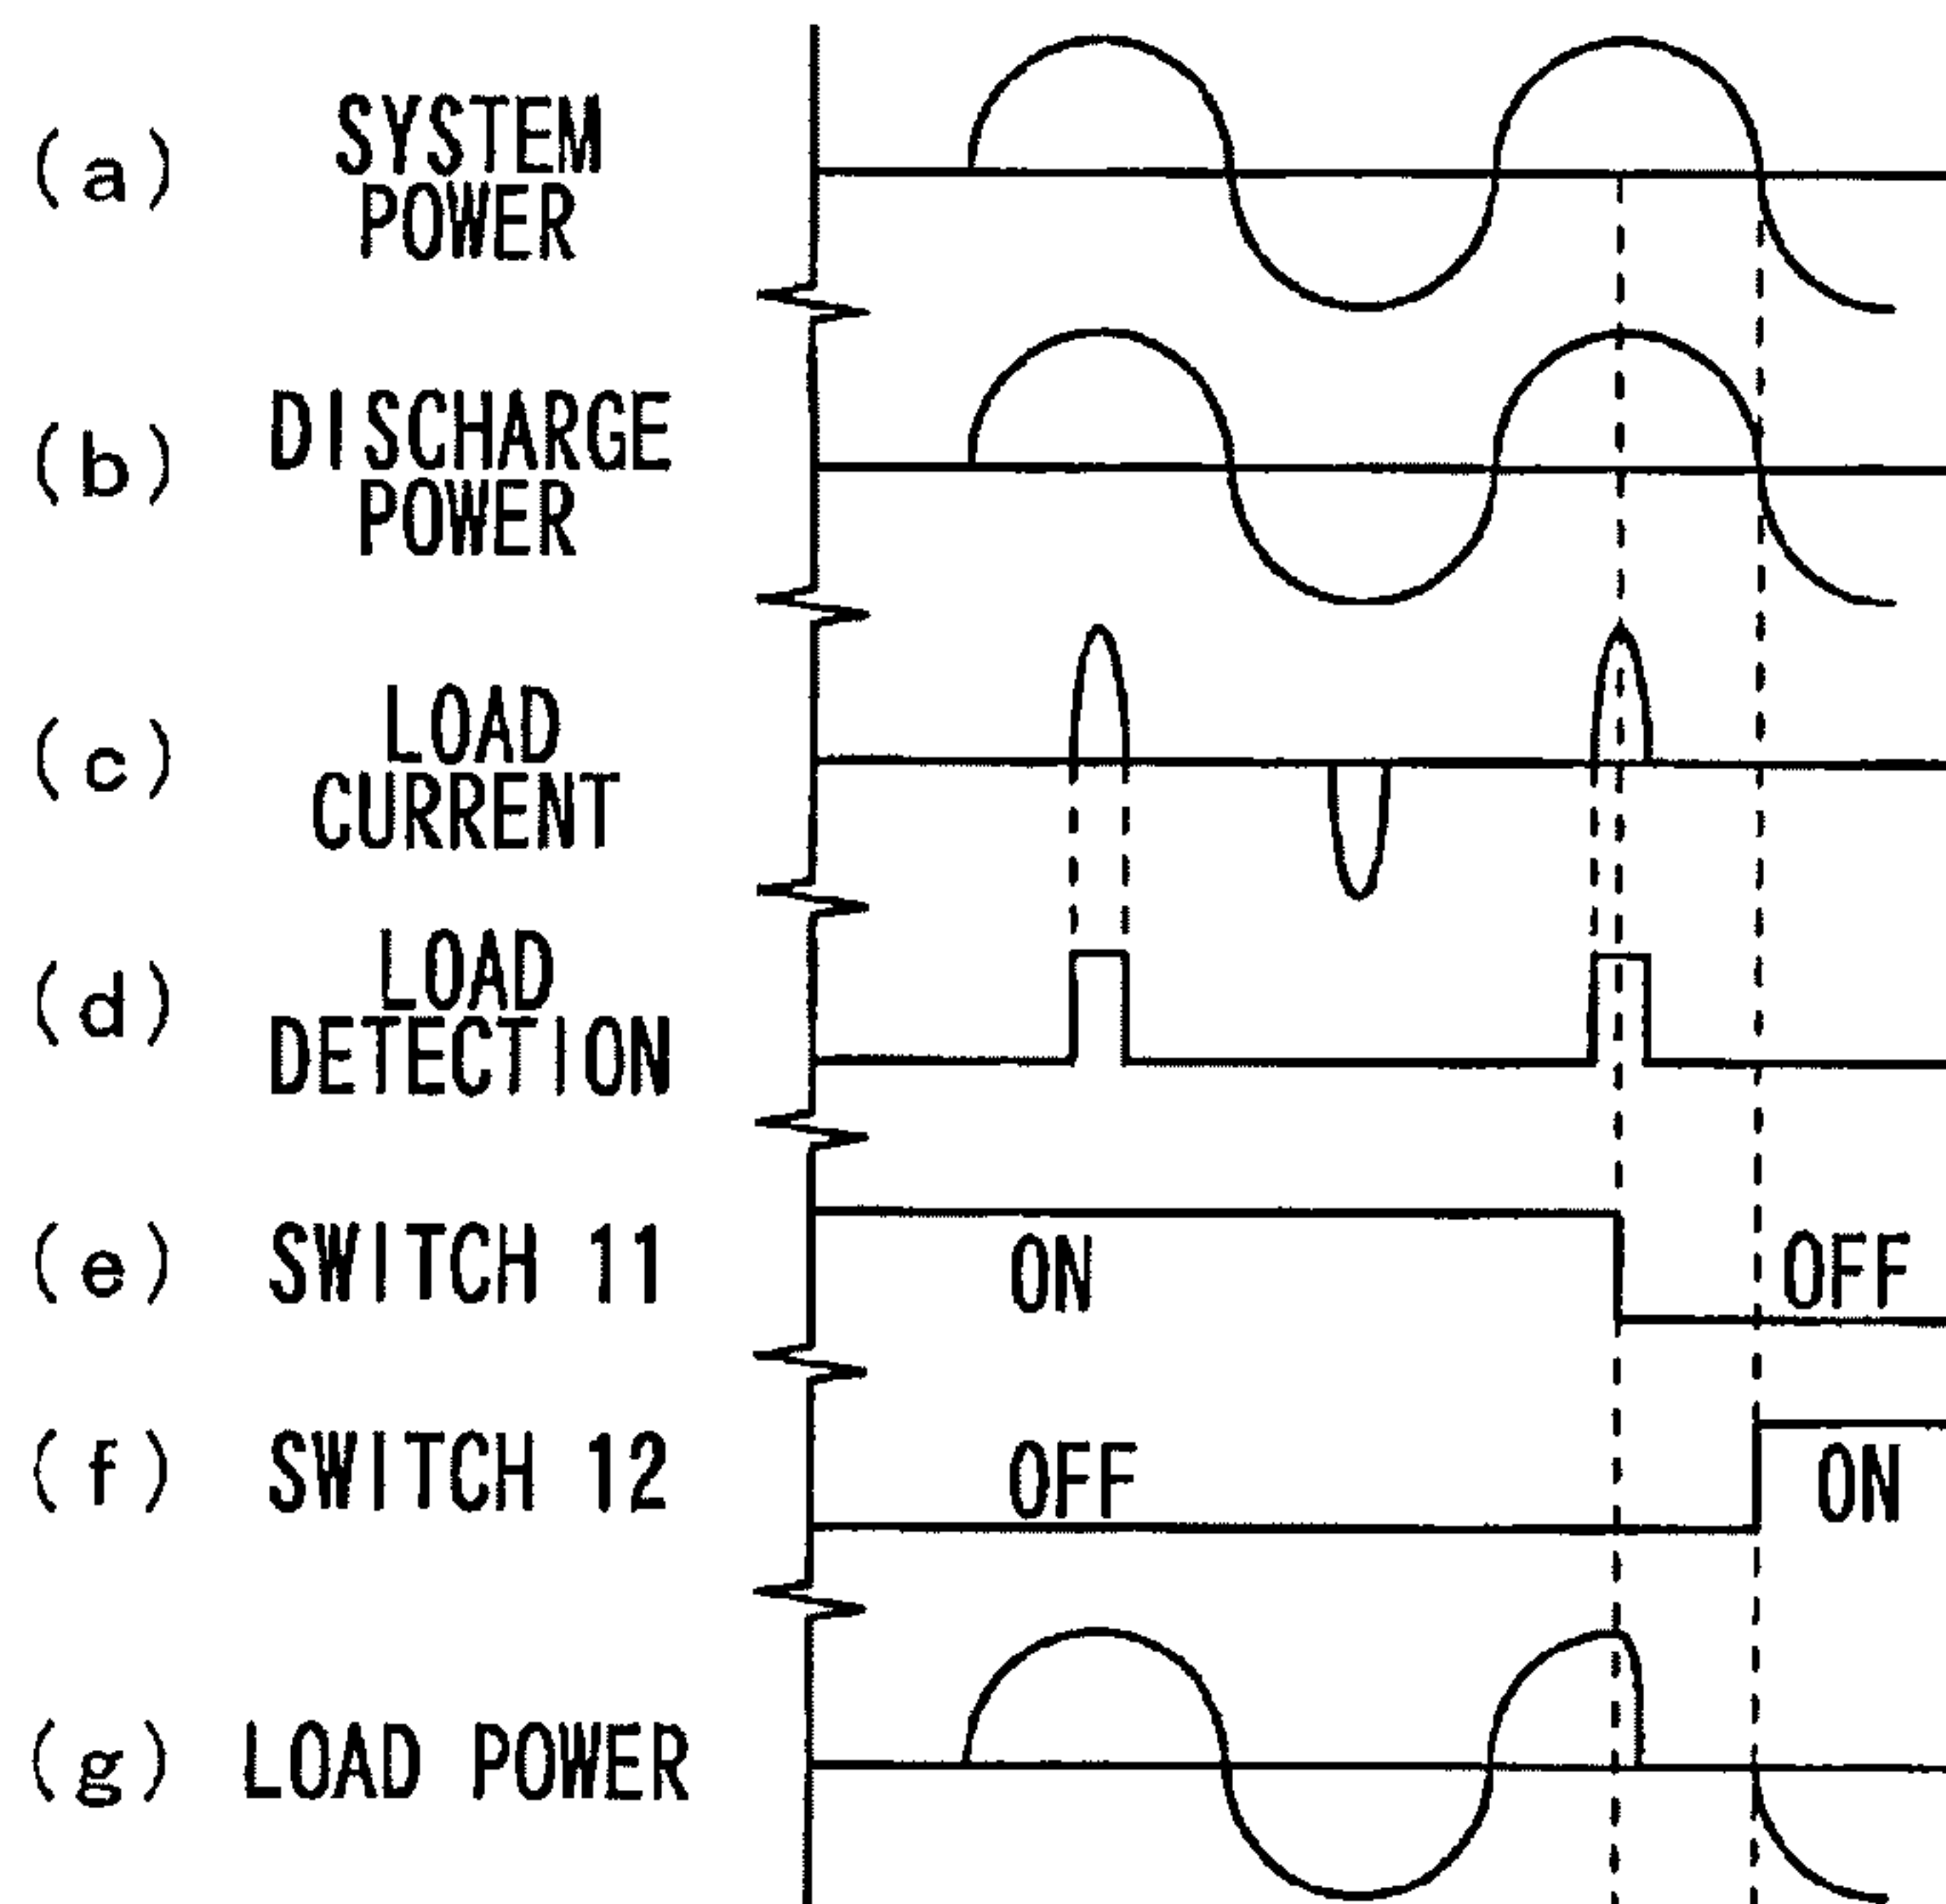 (a) SYSTEM
POWER
(b) DISCHARGE
POWER
(c) LOAD
CURRENT
(d) LOAD
DETECTION
(e) SWITCH 11 ON OFF
(f) SWITCH 12 OFF ON
(g) LOAD POWER